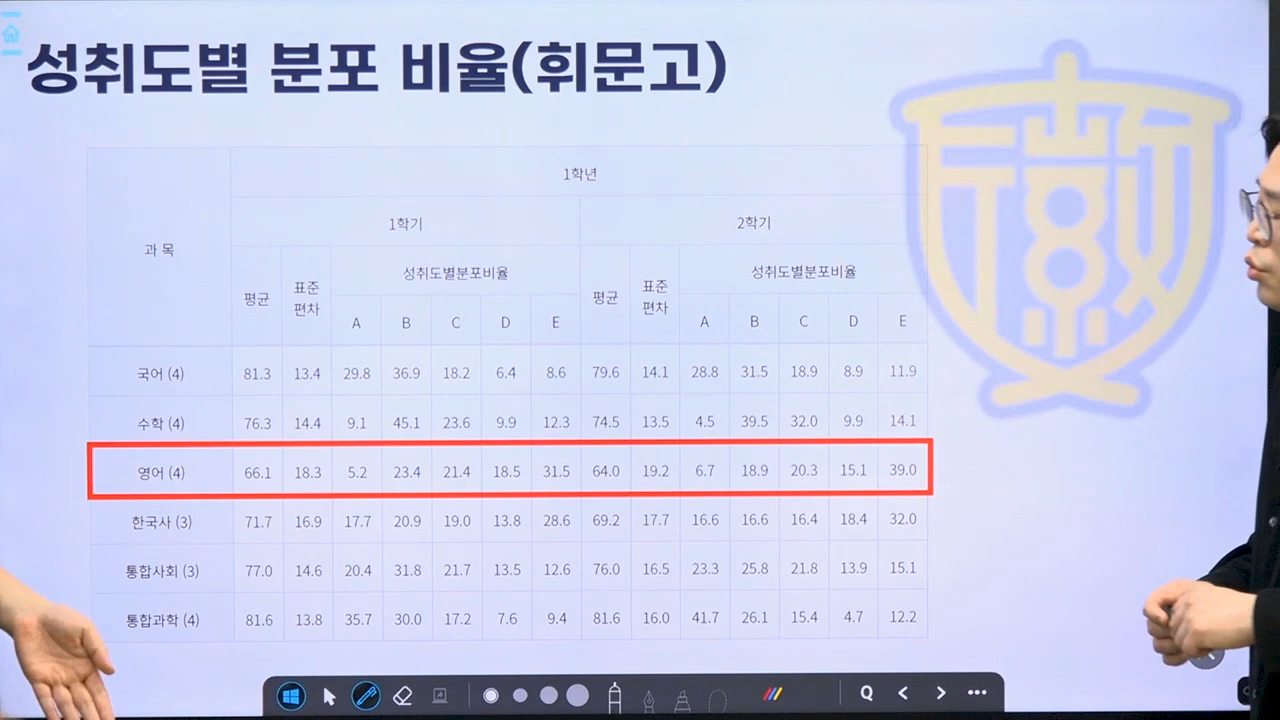 성취도별 분포 비율(휘문고)
과 목
1학년
1학기 2학기
평균 표준 편차 성취도별분포비율 평균 표준 편차 성취도별분포비율
A B C D E A B C D E
국어 (4) 81.3 13.4 29.8 36.9 18.2 6.4 8.6 79.6 14.1 28.8 31.5 18.9 8.9 11.9
수학 (4) 76.3 14.4 9.1 45.1 23.6 9.9 12.3 74.5 13.5 4.5 39.5 32.0 9.9 14.1
영어 (4) 66.1 18.3 5.2 23.4 21.4 18.5 31.5 64.0 19.2 6.7 18.9 20.3 15.1 39.0
한국사 (3) 71.7 16.9 17.7 20.9 19.0 13.8 28.6 69.2 17.7 16.6 16.6 16.4 18.4 32.0
통합사회 (3) 77.0 14.6 20.4 31.8 21.7 13.5 12.6 76.0 16.5 23.3 25.8 21.8 13.9 15.1
통합과학 (4) 81.6 13.8 35.7 30.0 17.2 7.6 9.4 81.6 16.0 41.7 26.1 15.4 4.7 12.2